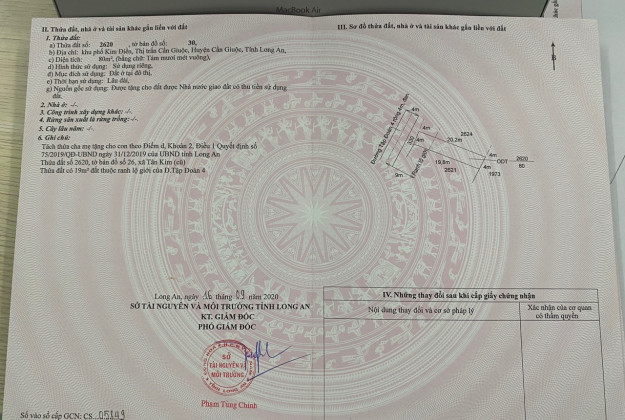 MacBook Air
II. Thửa đất, nhà ở và tài sản khác gắn liền với đất
1. Thửa đất:
a) Thửa đất số: 2620 , tờ bản đồ số: 30,
b) Địa chỉ: khu phố Kim Điền, Thị trấn Cần Giuộc, Huyện Cần Giuộc, Tỉnh Long An,
c) Diện tích: 80m², (bằng chữ: Tám mươi mét vuông),
d) Hình thức sử dụng: Sử dụng riêng,
đ) Mục đích sử dụng: Đất ở tại đô thị,
e) Thời hạn sử dụng: Lâu dài,
g) Nguồn gốc sử dụng: Được tặng cho đất được Nhà nước giao đất có thu tiền sử dụng
đất.
2. Nhà ở: -/-.
3. Công trình xây dựng khác: -/-.
4. Rừng sản xuất là rừng trồng: -/-.
5. Cây lâu năm: -/-.
6. Ghi chú:
Tách thửa cha mẹ tặng cho con theo Điểm d, Khoản 2, Điều 1 Quyết định số
75/2019/QĐ-UBND ngày 31/12/2019 của UBND tỉnh Long An.
Thửa đất số 2620, tờ bản đồ số 26, xã Tân Kim (cũ)
Thửa đất có 19m² đất thuộc ranh lộ giới của Đ.Tập Đoàn 4
III. Sơ đồ thửa đất, nhà ở và tài sản khác gắn liền với đất
B
4m
4m
4m
20,2m
2624
9m
19,8m
2621
4m
ODT
4m
1973
2620
80
Long An, ngày 16 tháng 09 năm 2020
SỞ TÀI NGUYÊN VÀ MÔI TRƯỜNG TỈNH LONG AN
KT. GIÁM ĐỐC
PHÓ GIÁM ĐỐC
SỞ
TÀI NGUYÊN VÀ
MÔI TRƯỜNG
Phạm Tùng Chinh
Số vào sổ cấp GCN: CS...05149
IV. Những thay đổi sau khi cấp giấy chứng nhận
Nội dung thay đổi và cơ sở pháp lý
Xác nhận của cơ quan
có thẩm quyền